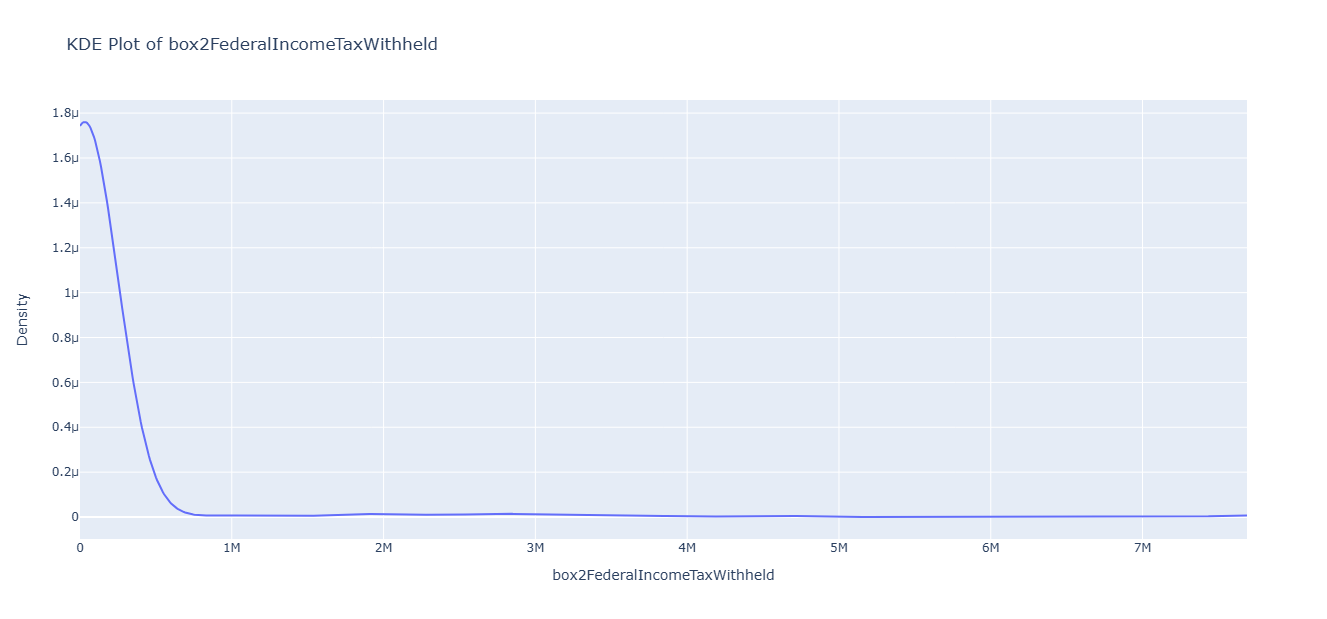 KDE Plot of box2FederalIncomeTaxWithheld
1.8μ
1.6μ
1.4μ
1.2μ
1μ
0.8μ
0.6μ
0.4μ
0.2μ
0
Density
0 1M 2M 3M 4M 5M 6M 7M
box2FederalIncomeTaxWithheld